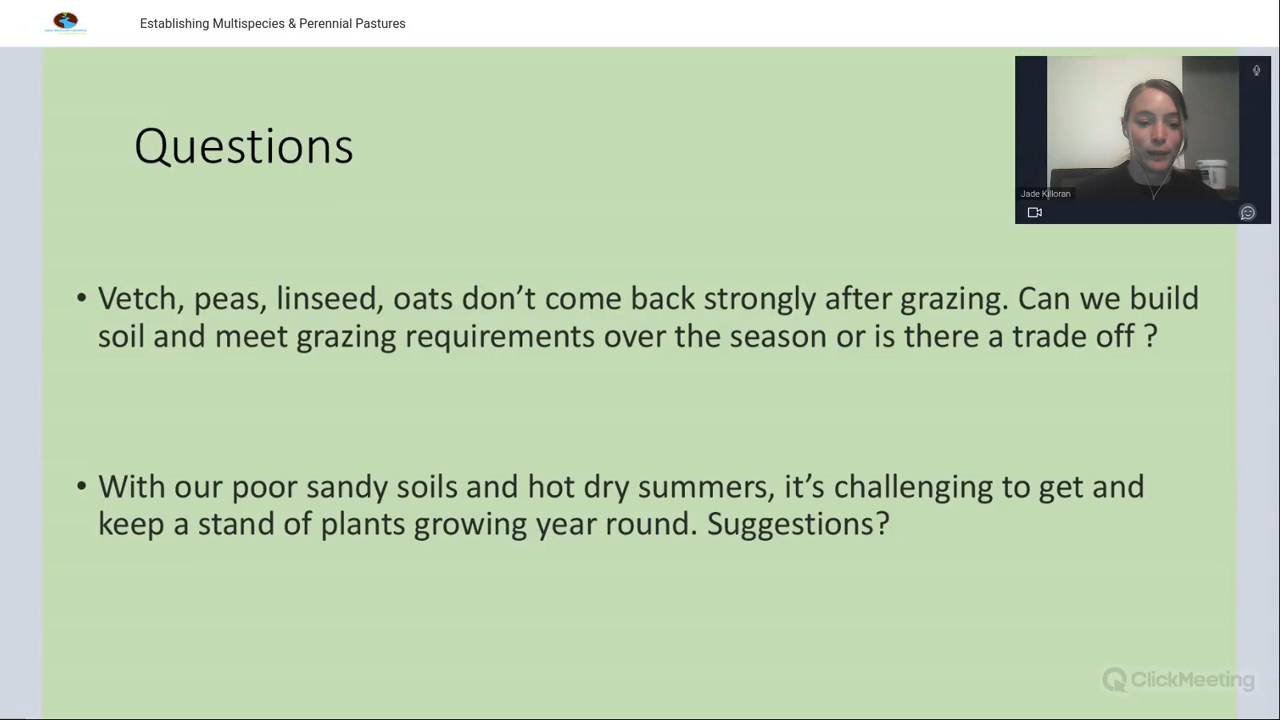 Establishing Multispecies & Perennial Pastures
Questions
Jade Killoran
• Vetch, peas, linseed, oats don’t come back strongly after grazing. Can we build
soil and meet grazing requirements over the season or is there a trade off ?
• With our poor sandy soils and hot dry summers, it’s challenging to get and
keep a stand of plants growing year round. Suggestions?
ClickMeeting